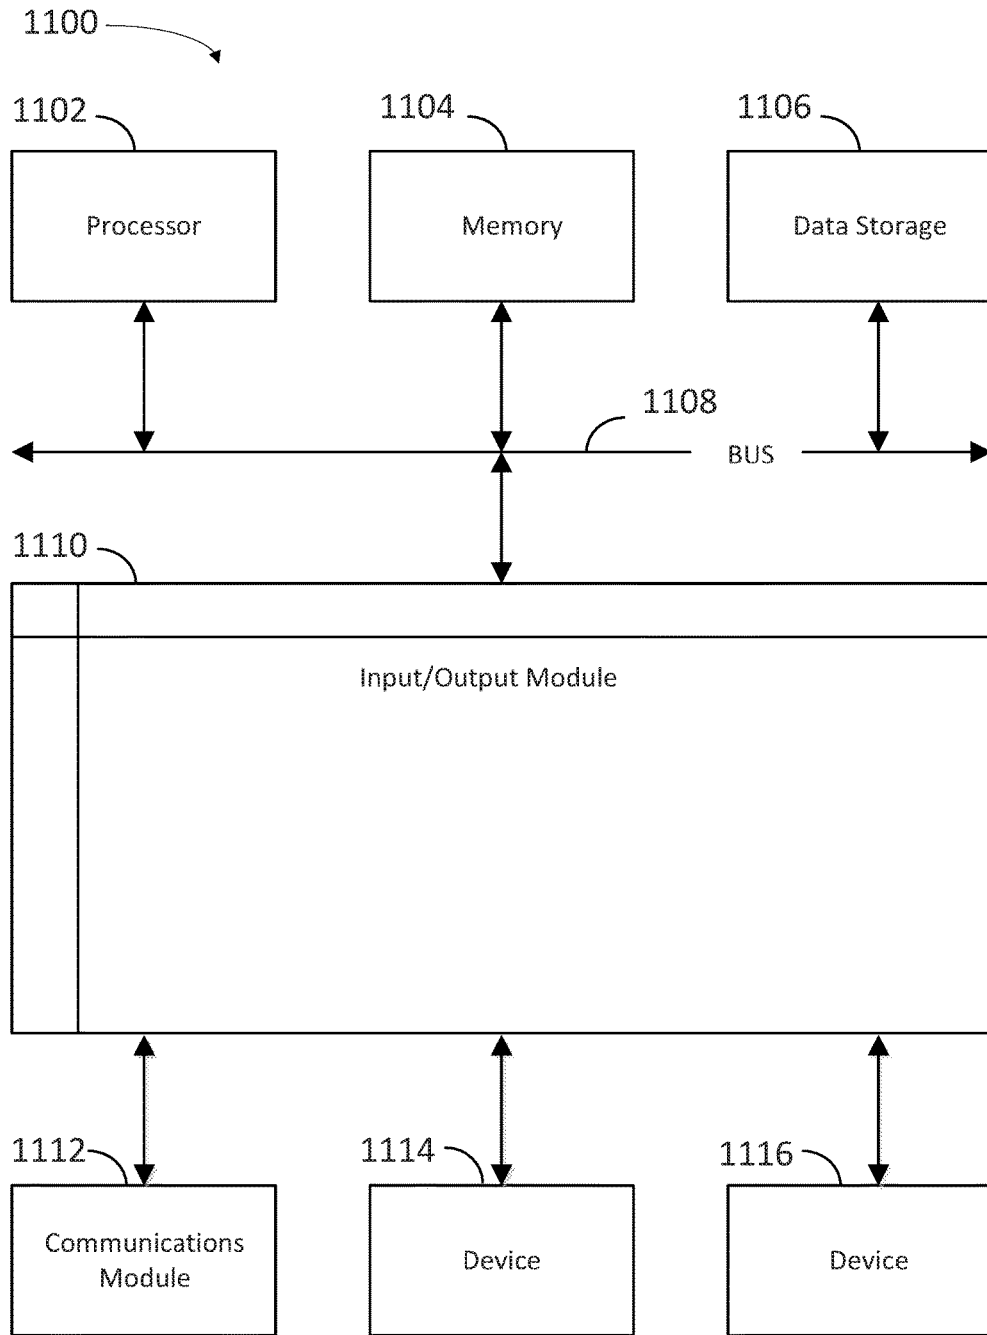 1100
1102
1104
1106
Processor
Memory
Data Storage
1108
BUS
1110
Input/Output Module
1112
1114
1116
Communications
Module
Device
Device